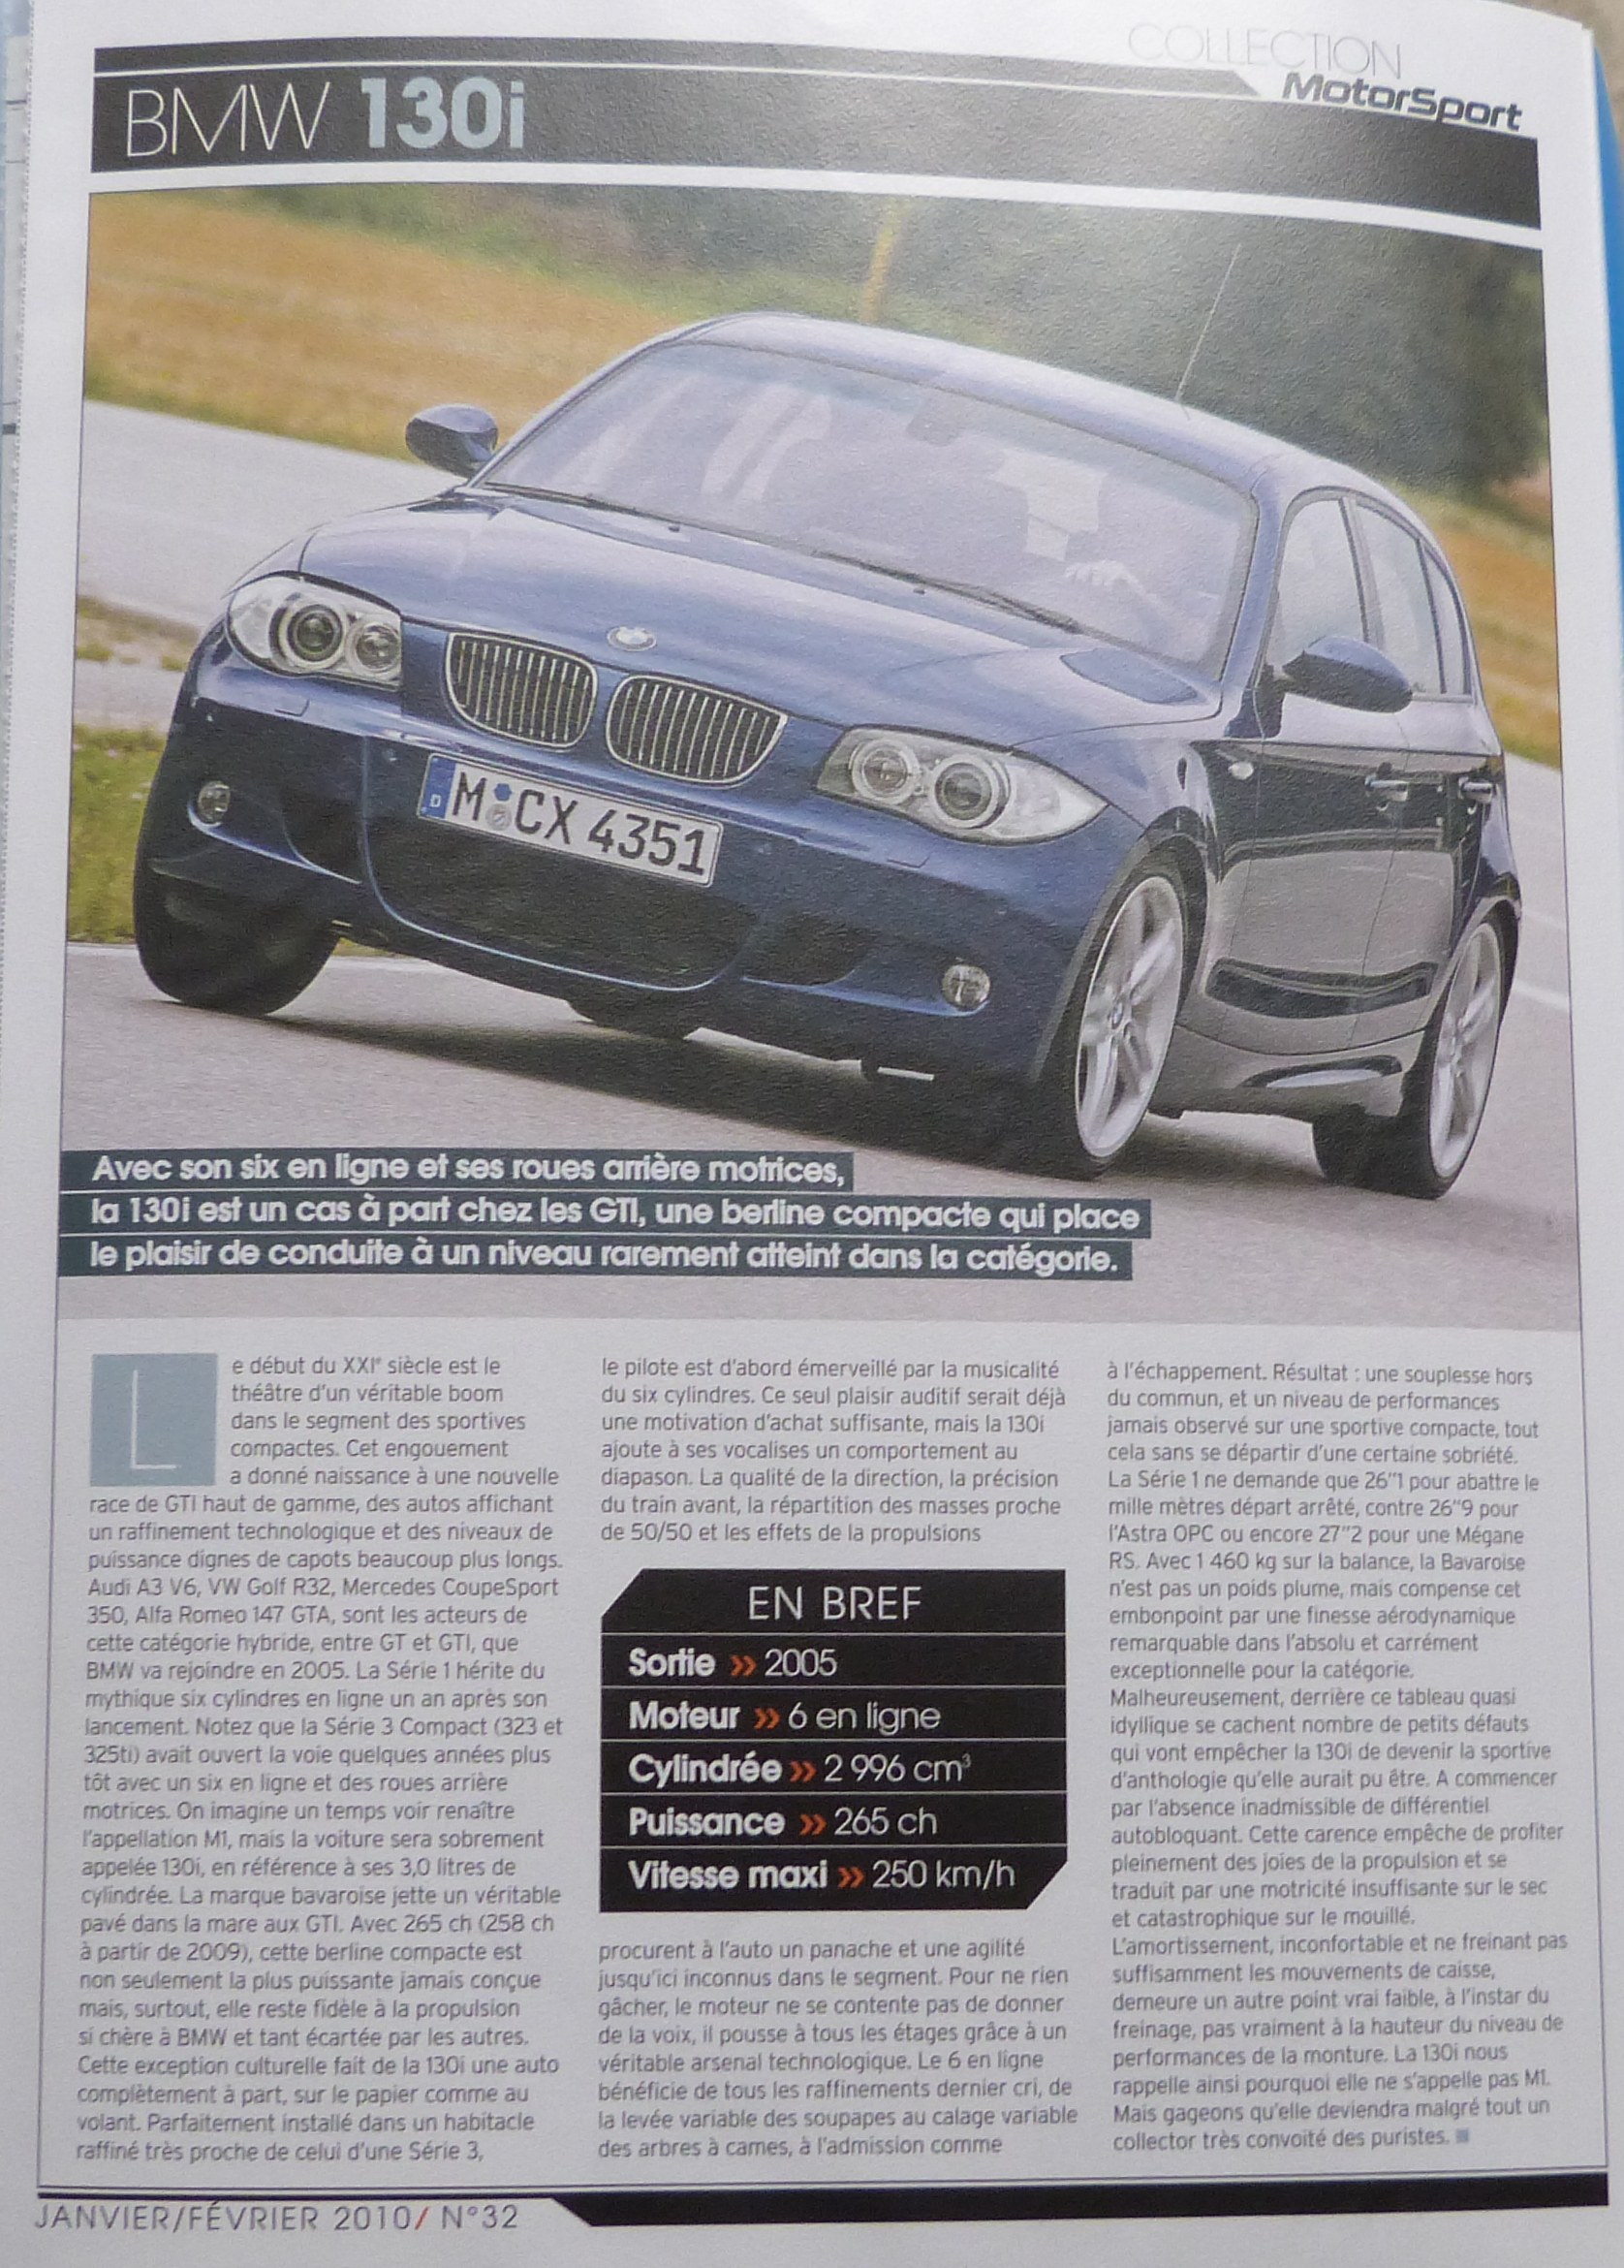 COLLECTION
MotorSport
BMW 130i
M CX 4351
D
Avec son six en ligne et ses roues arrière motrices,
la 130i est un cas à part chez les GTI, une berline compacte qui place
le plaisir de conduite à un niveau rarement atteint dans la catégorie.
Le début du XXIe siècle est le
théâtre d'un véritable boom
dans le segment des sportives
compactes. Cet engouement
a donné naissance à une nouvelle
race de GTI haut de gamme, des autos affichant
un raffinement technologique et des niveaux de
puissance dignes de capots beaucoup plus longs.
Audi A3 V6, VW Golf R32, Mercedes CoupeSport
350, Alfa Romeo 147 GTA, sont les acteurs de
cette catégorie hybride, entre GT et GTI, que
BMW va rejoindre en 2005. La Série 1 hérite du
mythique six cylindres en ligne un an après son
lancement. Notez que la Série 3 Compact (323 et
325ti) avait ouvert la voie quelques années plus
tôt avec un six en ligne et des roues arrière
motrices. On imagine un temps voir renaître
l'appellation M1, mais la voiture sera sobrement
appelée 130i, en référence à ses 3,0 litres de
cylindrée. La marque bavaroise jette un véritable
pavé dans la mare aux GTI. Avec 265 ch (258 ch
à partir de 2009), cette berline compacte est
non seulement la plus puissante jamais conçue
mais, surtout, elle reste fidèle à la propulsion
si chère à BMW et tant écartée par les autres.
Cette exception culturelle fait de la 130i une auto
complètement à part, sur le papier comme au
volant. Parfaitement installé dans un habitacle
raffiné très proche de celui d'une Série 3,
le pilote est d'abord émerveillé par la musicalité
du six cylindres. Ce seul plaisir auditif serait déjà
une motivation d'achat suffisante, mais la 130i
ajoute à ses vocalises un comportement au
diapason. La qualité de la direction, la précision
du train avant, la répartition des masses proche
de 50/50 et les effets de la propulsions
EN BREF
Sortie » 2005
Moteur » 6 en ligne
Cylindrée » 2 996 cm³
Puissance » 265 ch
Vitesse maxi » 250 km/h
procurent à l'auto un panache et une agilité
jusqu'ici inconnus dans le segment. Pour ne rien
gâcher, le moteur ne se contente pas de donner
de la voix, il pousse à tous les étages grâce à un
véritable arsenal technologique. Le 6 en ligne
bénéficie de tous les raffinements dernier cri, de
la levée variable des soupapes au calage variable
des arbres à cames, à l'admission comme
à l'échappement. Résultat : une souplesse hors
du commun, et un niveau de performances
jamais observé sur une sportive compacte, tout
cela sans se départir d'une certaine sobriété.
La Série 1 ne demande que 26"1 pour abattre le
mille mètres départ arrêté, contre 26"9 pour
l'Astra OPC ou encore 27"2 pour une Mégane
RS. Avec 1 460 kg sur la balance, la Bavaroise
n'est pas un poids plume, mais compense cet
embonpoint par une finesse aérodynamique
remarquable dans l'absolu et carrément
exceptionnelle pour la catégorie.
Malheureusement, derrière ce tableau quasi
idyllique se cachent nombre de petits défauts
qui vont empêcher la 130i de devenir la sportive
d'anthologie qu'elle aurait pu être. A commencer
par l'absence inadmissible de différentiel
autobloquant. Cette carence empêche de profiter
pleinement des joies de la propulsion et se
traduit par une motricité insuffisante sur le sec
et catastrophique sur le mouillé.
L'amortissement, inconfortable et ne freinant pas
suffisamment les mouvements de caisse,
demeure un autre point vrai faible, à l'instar du
freinage, pas vraiment à la hauteur du niveau de
performances de la monture. La 130i nous
rappelle ainsi pourquoi elle ne s'appelle pas M1.
Mais gageons qu'elle deviendra malgré tout un
collector très convoité des puristes.
JANVIER/FÉVRIER 2010/ N°32